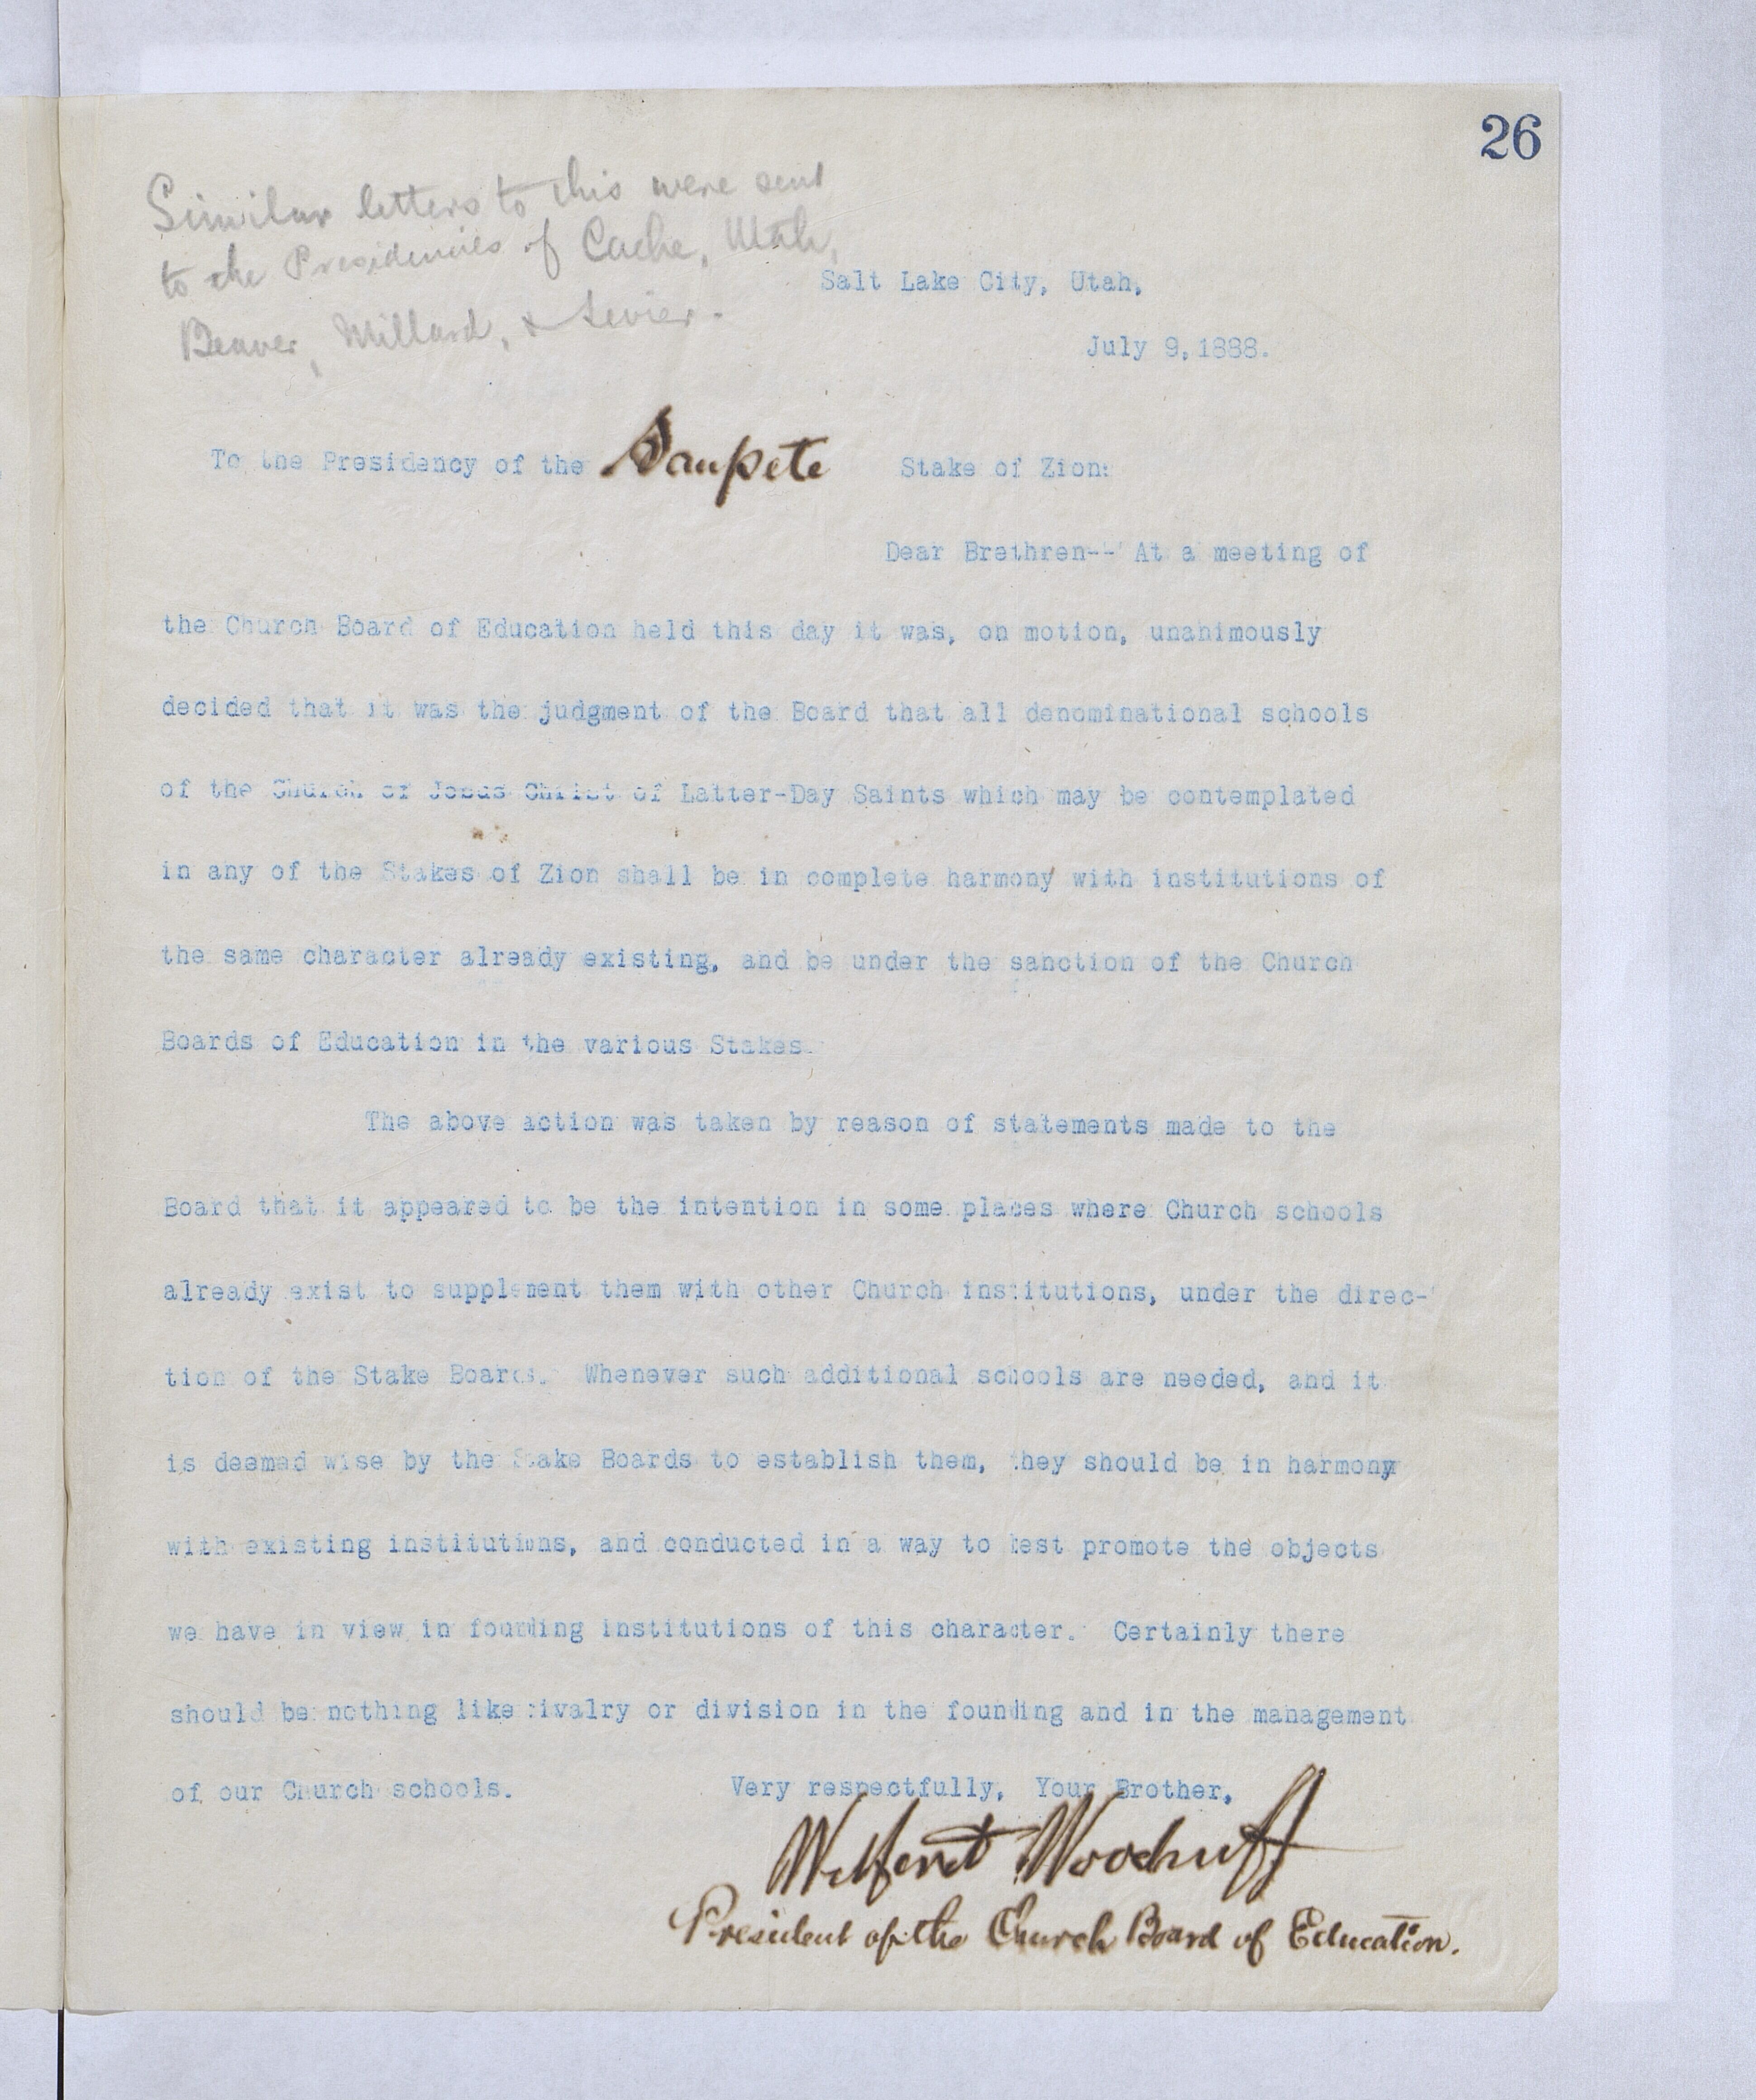 26
Similar letters to this were sent
to the Presidencies of Cache, Utah,
Beaver, Millard, & Sevier.
Salt Lake City, Utah,
July 9, 1888.
To the Presidency of the Sanpete Stake of Zion:
Dear Brethren-- At a meeting of
the Church Board of Education held this day it was, on motion, unanimously
decided that it was the judgment of the Board that all denominational schools
of the Church of Jesus Christ of Latter-Day Saints which may be contemplated
in any of the Stakes of Zion shall be in complete harmony with institutions of
the same character already existing, and be under the sanction of the Church
Boards of Education in the various Stakes.
The above action was taken by reason of statements made to the
Board that it appeared to be the intention in some places where Church schools
already exist to supplement them with other Church institutions, under the direc-
tion of the Stake Boards. Whenever such additional schools are needed, and it
is deemed wise by the Stake Boards to establish them, they should be in harmony
with existing institutions, and conducted in a way to best promote the objects
we have in view in founding institutions of this character. Certainly there
should be nothing like rivalry or division in the founding and in the management
of our Church schools. Very respectfully, Your Brother,
Wilford Woodruff
President of the Church Board of Education.